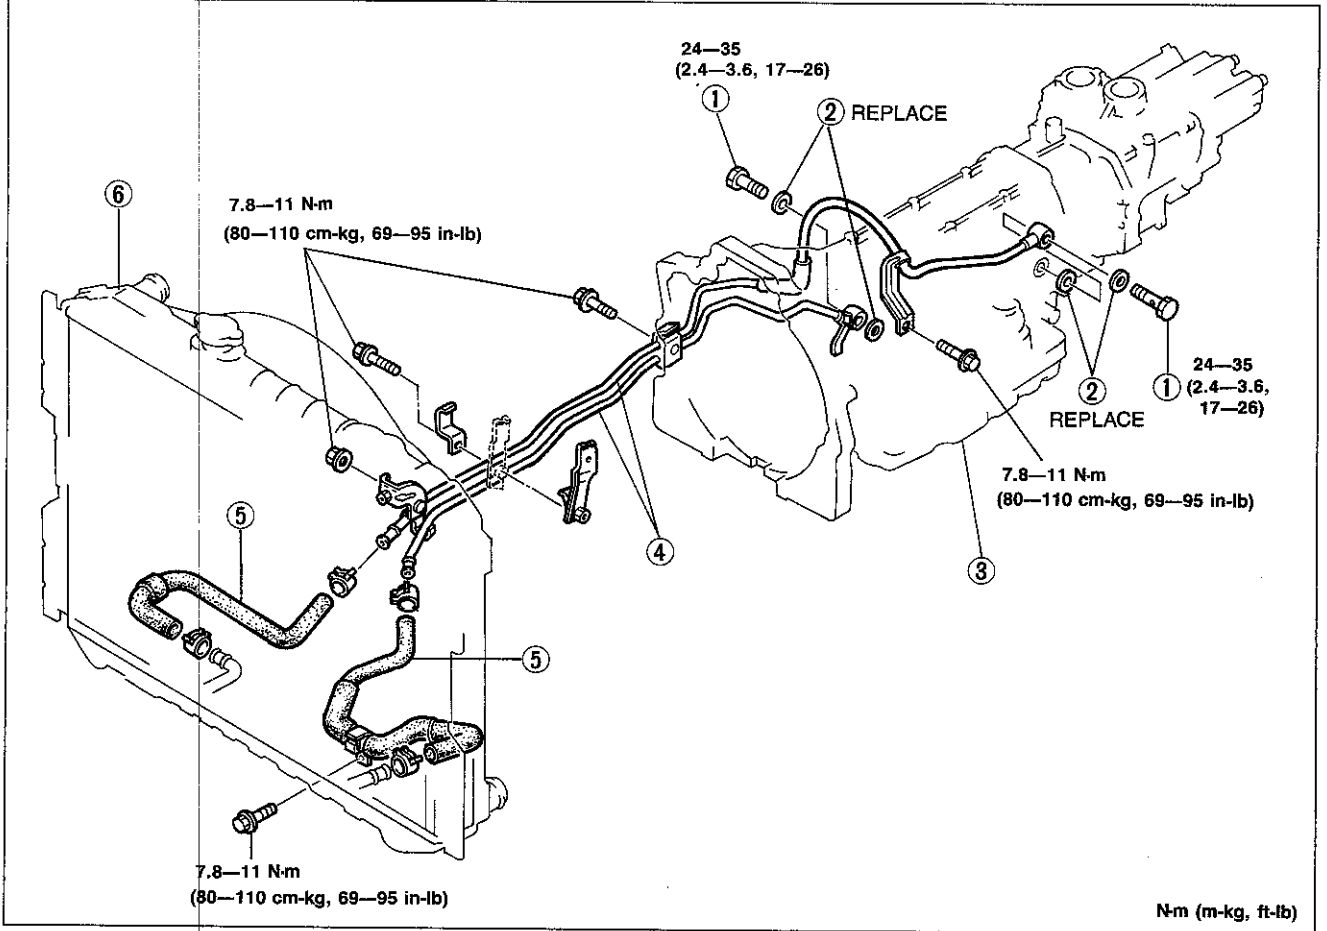 24—35
(2.4—3.6, 17—26)
1
2 REPLACE
6
7.8—11 N·m
(80—110 cm-kg, 69—95 in-lb)
24—35
1 (2.4—3.6,
17—26)
2
REPLACE
7.8—11 N·m
(80—110 cm-kg, 69—95 in-lb)
5
4
3
5
7.8—11 N·m
(80—110 cm-kg, 69—95 in-lb)
N·m (m-kg, ft-lb)